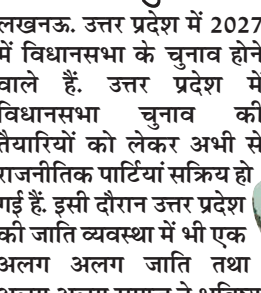 लखनऊ. उत्तर प्रदेश में 2027
में विधानसभा के चुनाव होने
वाले हैं. उत्तर प्रदेश में
विधानसभा चुनाव की
तैयारियों को लेकर अभी से
राजनीतिक पार्टियां सक्रिय हो
गई हैं. इसी दौरान उत्तर प्रदेश
की जाति व्यवस्था में भी एक
अलग अलग जाति तथा